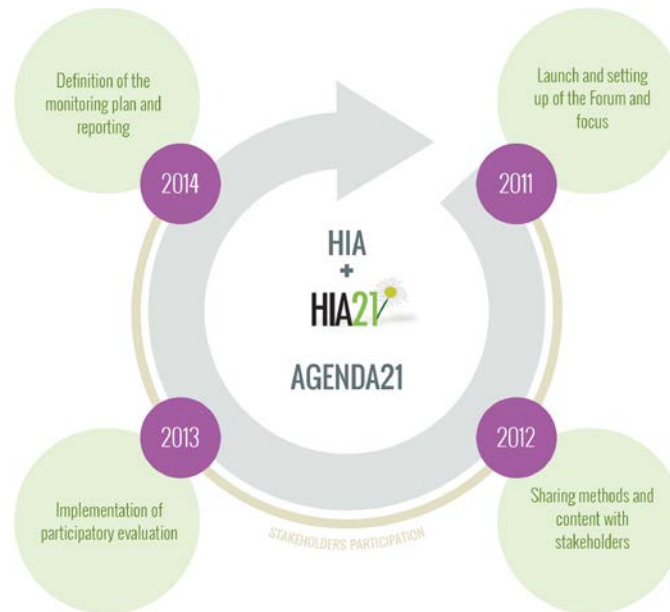 Definition of the
monitoring plan and
reporting
2014
Launch and setting
up of the Forum and
focus
2011
HIA
+
HIA21
AGENDA21
2013
Implementation of
participatory evaluation
2012
Sharing methods and
content with
stakeholders
STAKEHOLDERS PARTICIPATION